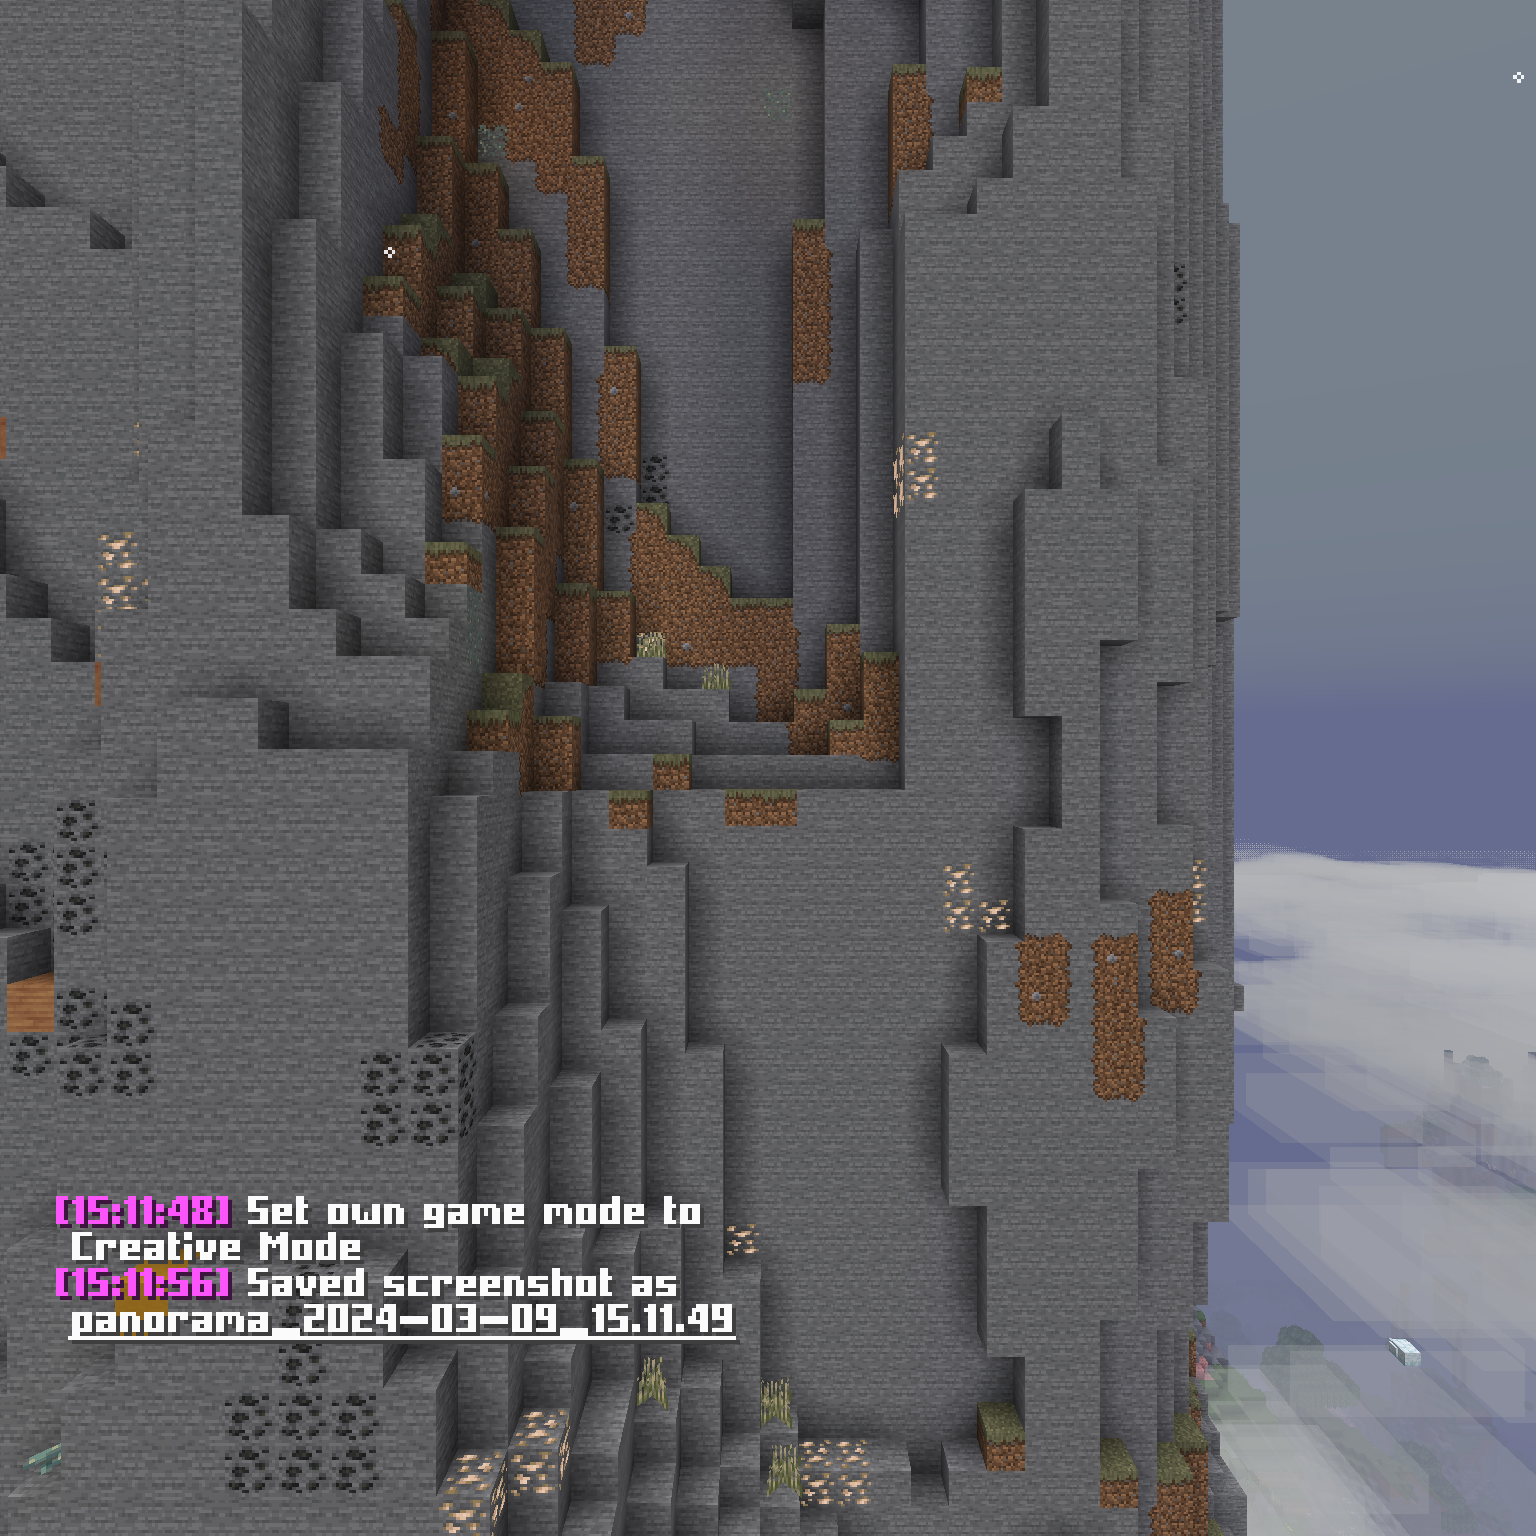 [15:11:48] Set own game mode to
Creative Mode
[15:11:56] Saved screenshot as
panorama_2024-03-09_15.11.49